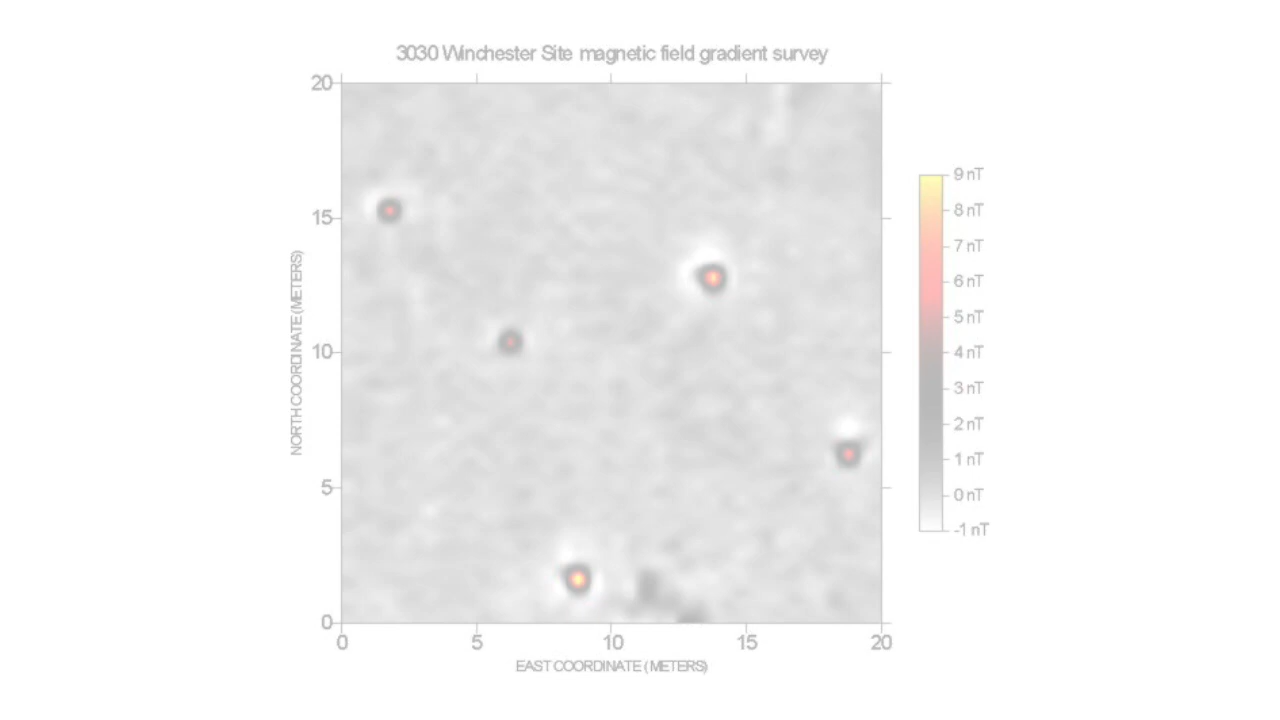 3030 Winchester Site magnetic field gradient survey
20
15
10
5
0
NORTH COORDINATE (METERS)
0 5 10 15 20
EAST COORDINATE (METERS)
9 nT
8 nT
7 nT
6 nT
5 nT
4 nT
3 nT
2 nT
1 nT
0 nT
-1 nT